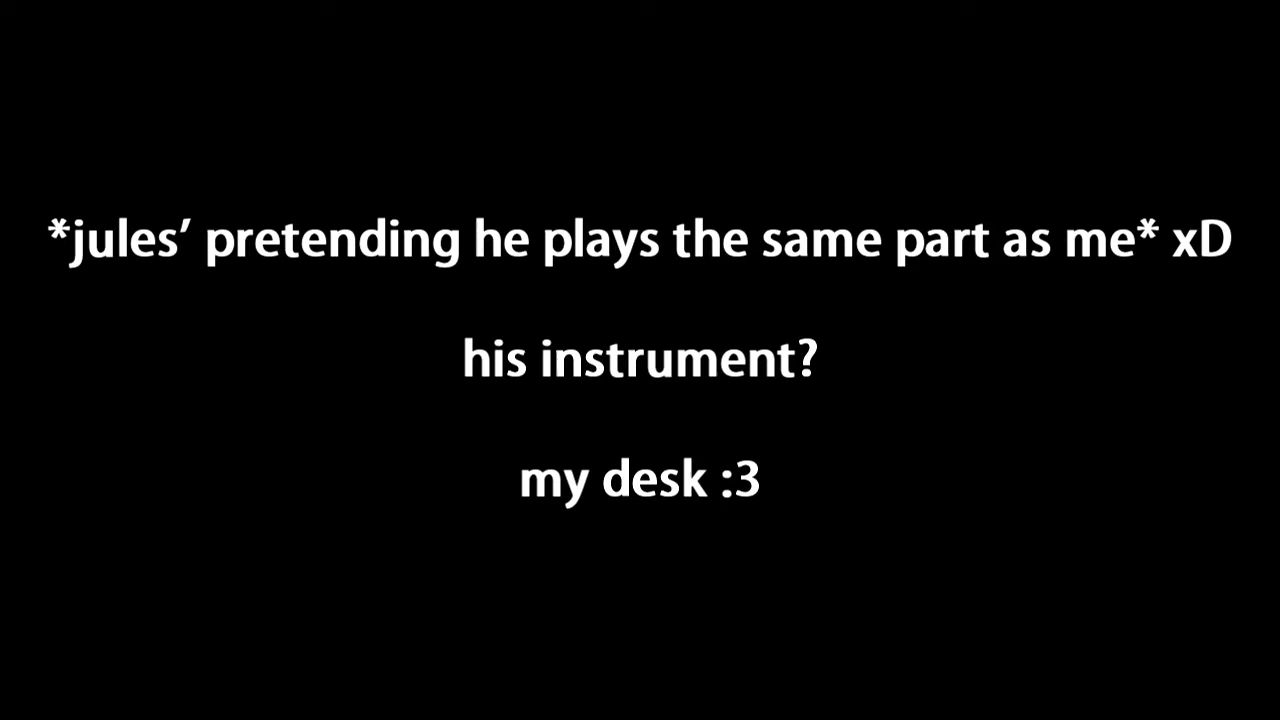 *jules’ pretending he plays the same part as me* xD
his instrument?
my desk :3